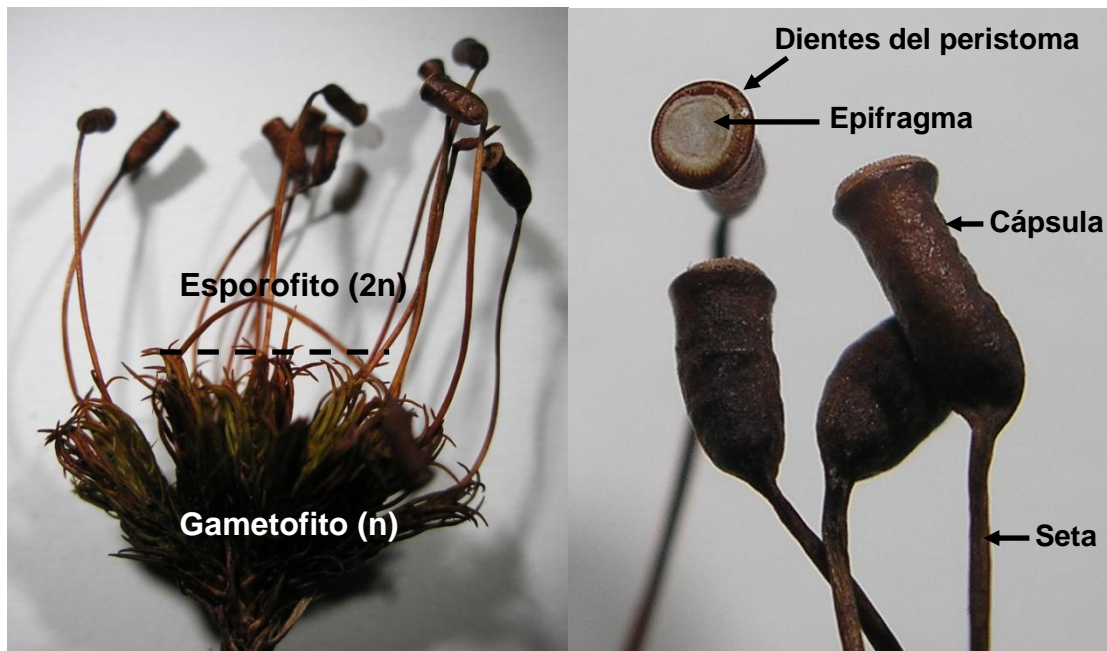 Esporofito (2n)
Gametofito (n)
Dientes del peristoma
Epifragma
Cápsula
Seta